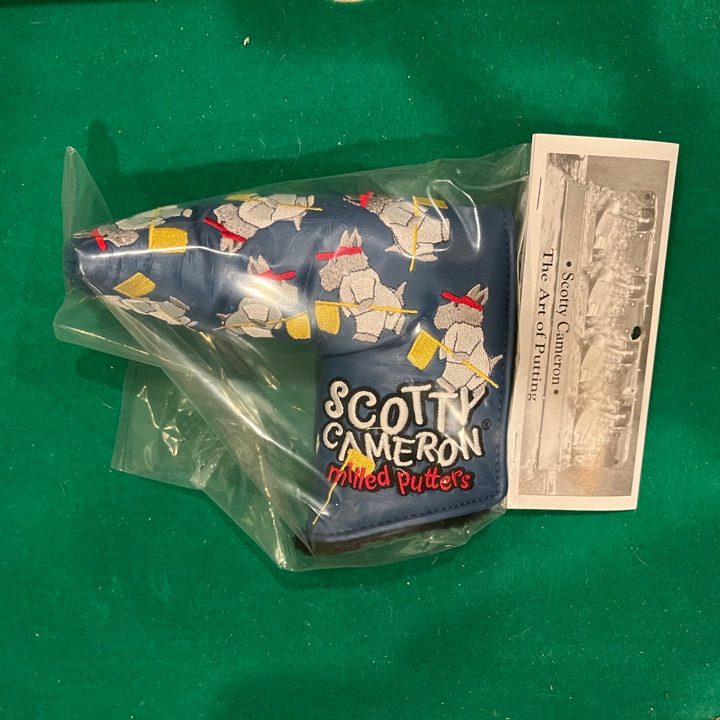 SCOTTY
CAMERON®
milled putters
• Scotty Cameron •
The Art of Putting